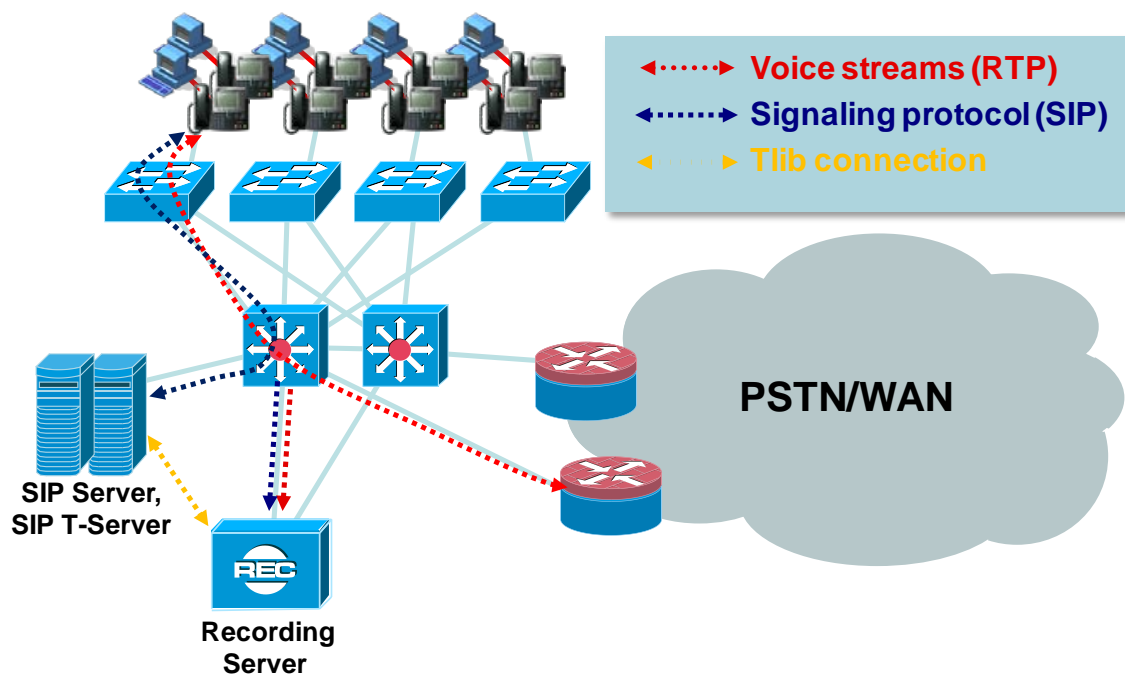 Voice streams (RTP)
Signaling protocol (SIP)
Tlib connection
PSTN/WAN
SIP Server,
SIP T-Server
REC
Recording
Server